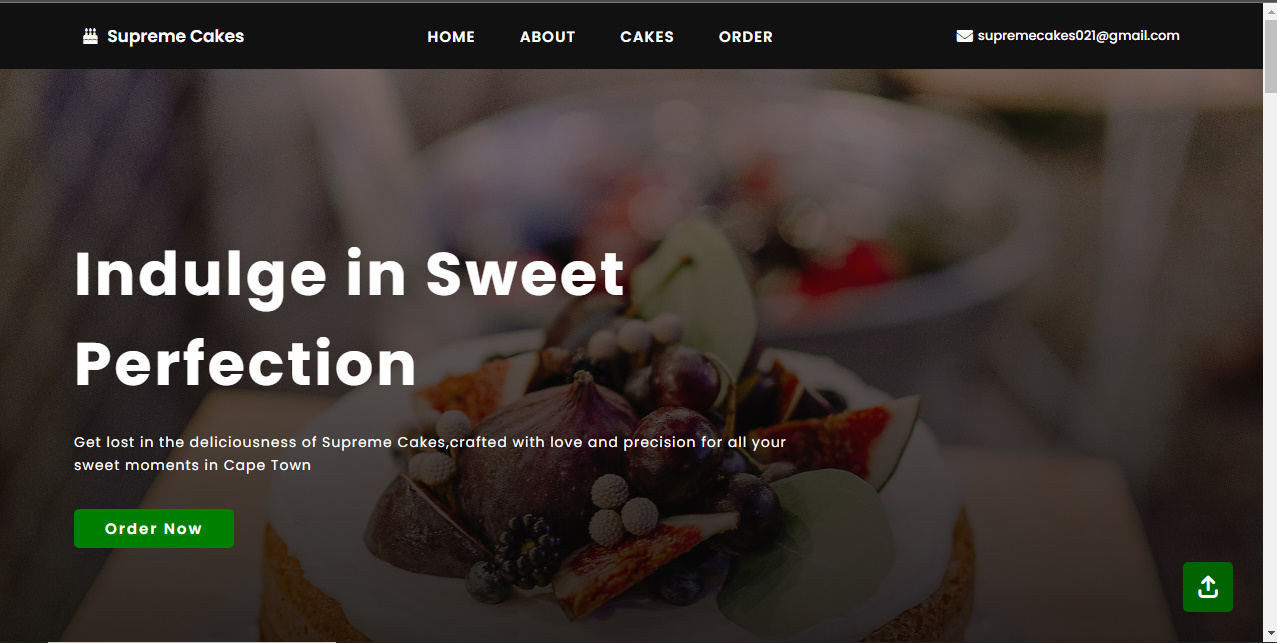 Supreme Cakes
HOME
ABOUT
CAKES
ORDER
supremecakes021@gmail.com
Indulge in Sweet
Perfection
Get lost in the deliciousness of Supreme Cakes,crafted with love and precision for all your
sweet moments in Cape Town
Order Now